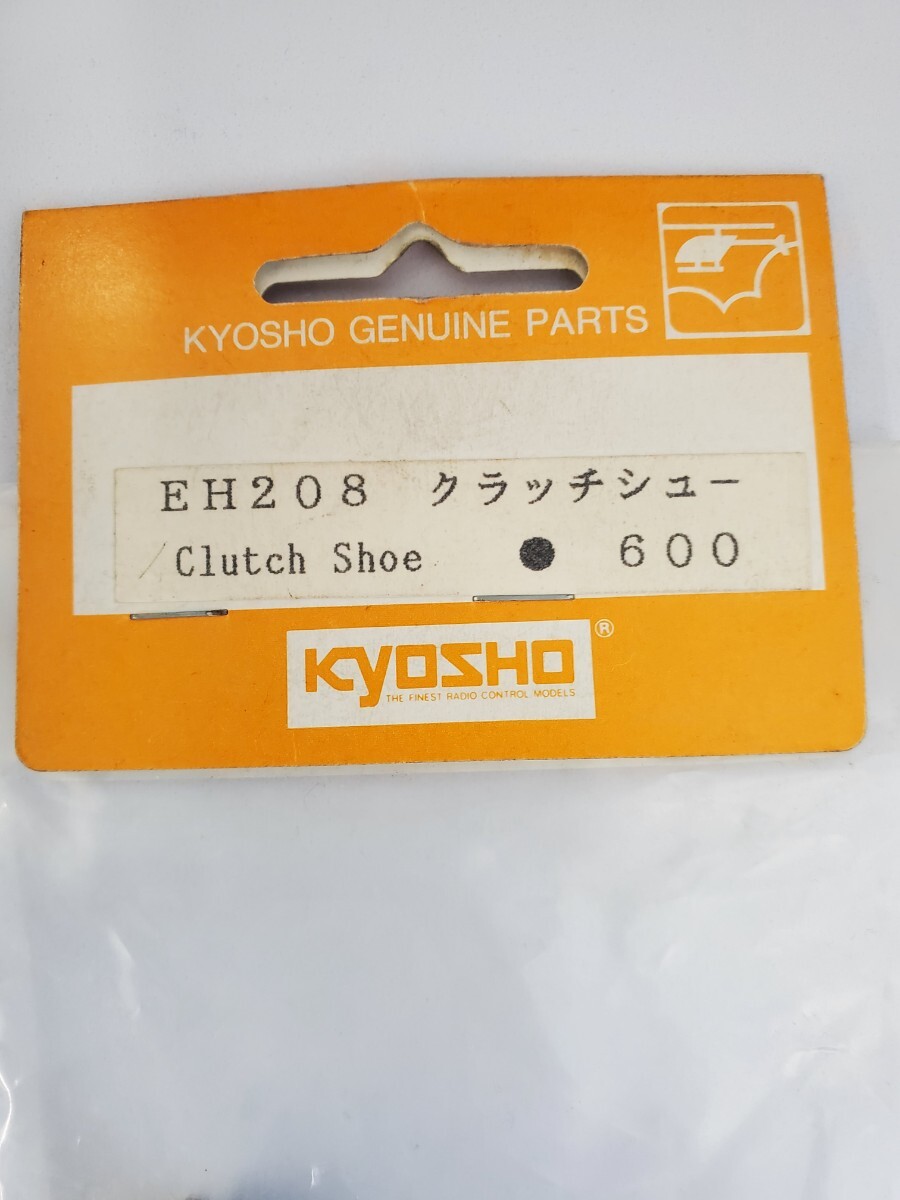 KYOSHO GENUINE PARTS
EH208 クラッチシュー
/Clutch Shoe ● 600
KYOSHO®
THE FINEST RADIO CONTROL MODELS